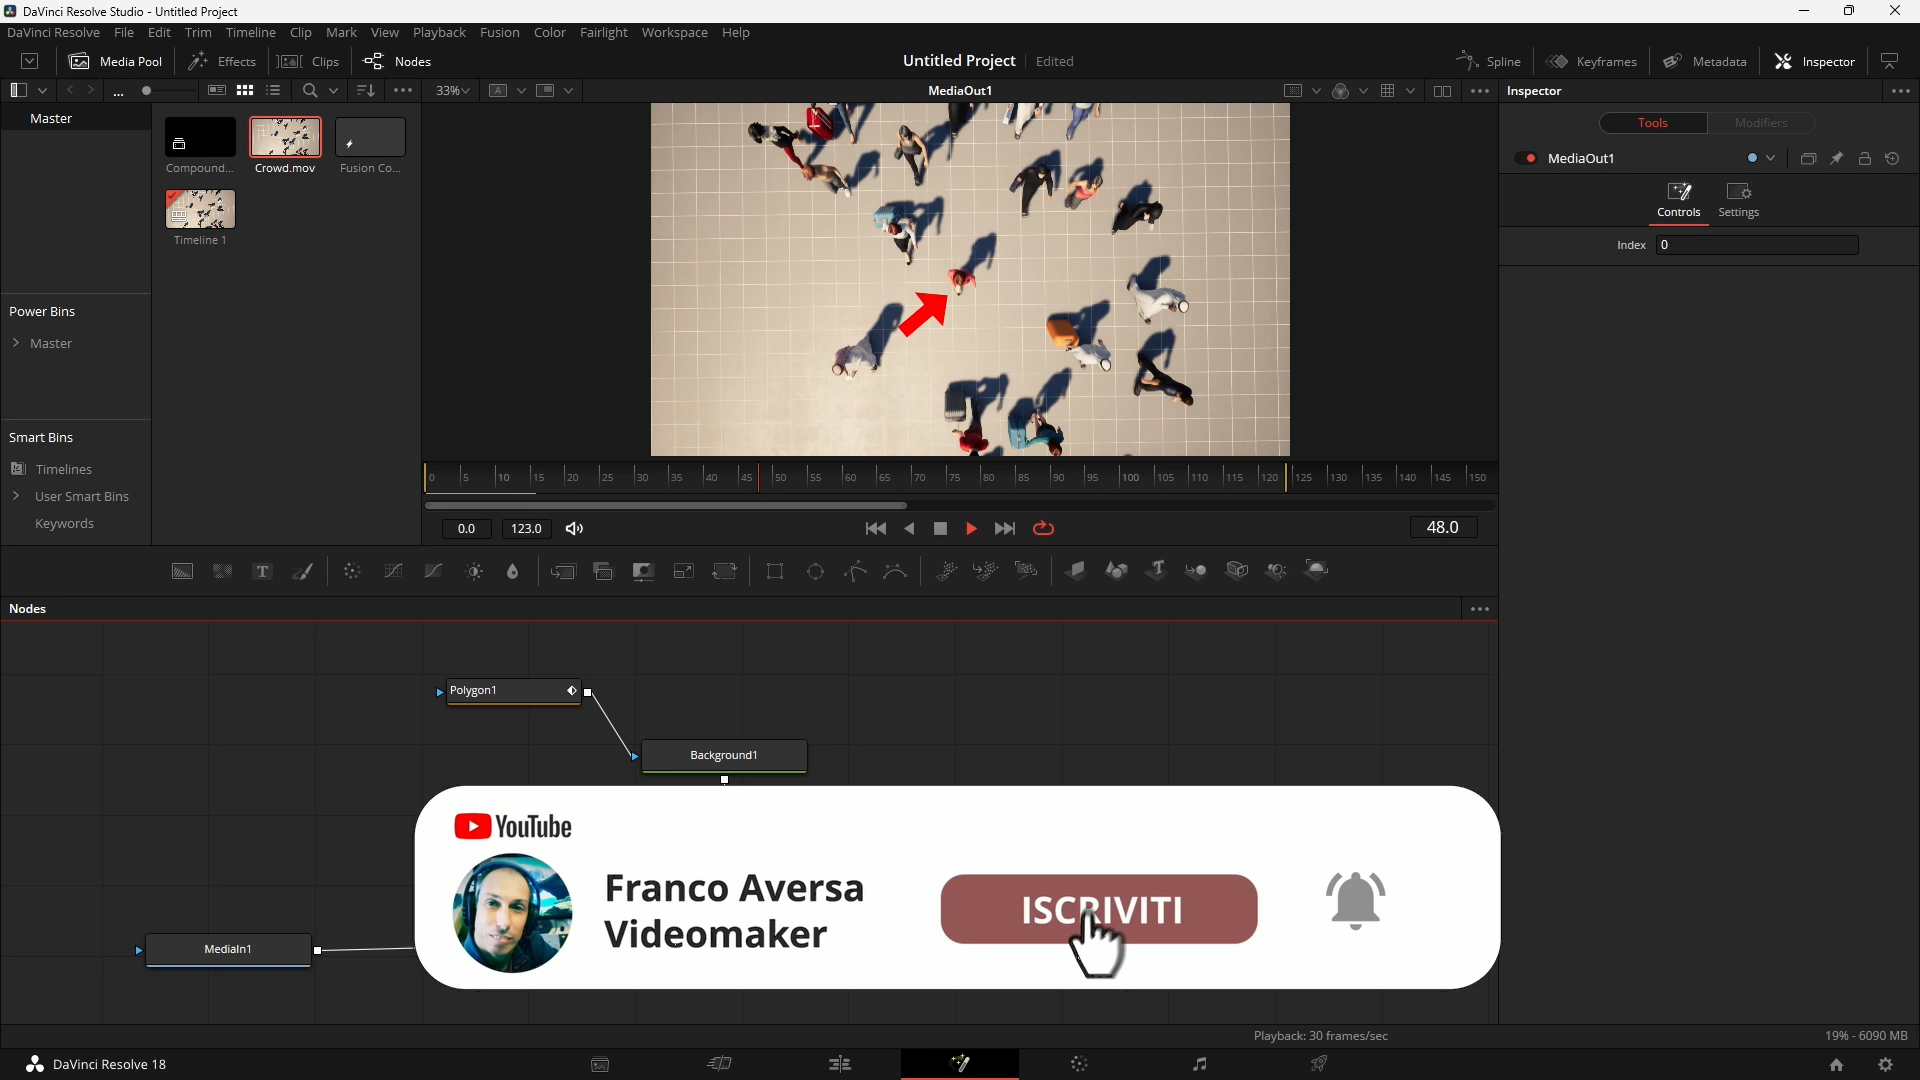 DaVinci Resolve Studio - Untitled Project
DaVinci Resolve File Edit Trim Timeline Clip Mark View Playback Fusion Color Fairlight Workspace Help
Media Pool Effects Clips Nodes Untitled Project Edited Spline Keyframes Metadata Inspector
... 33% A MediaOut1 Inspector
Master
Tools Modifiers
MediaOut1
Compound... Crowd.mov Fusion Co...
Controls Settings
Timeline 1
Index 0
Power Bins
Master
Smart Bins
Timelines
User Smart Bins
Keywords
0 5 10 15 20 25 30 35 40 45 50 55 60 65 70 75 80 85 90 95 100 105 110 115 120 125 130 135 140 145 150
0.0 123.0 48.0
T T
Nodes
Polygon1
Background1
MediaIn1
YouTube
Franco Aversa
Videomaker
ISCRIVITI
Playback: 30 frames/sec 19% - 6090 MB
DaVinci Resolve 18